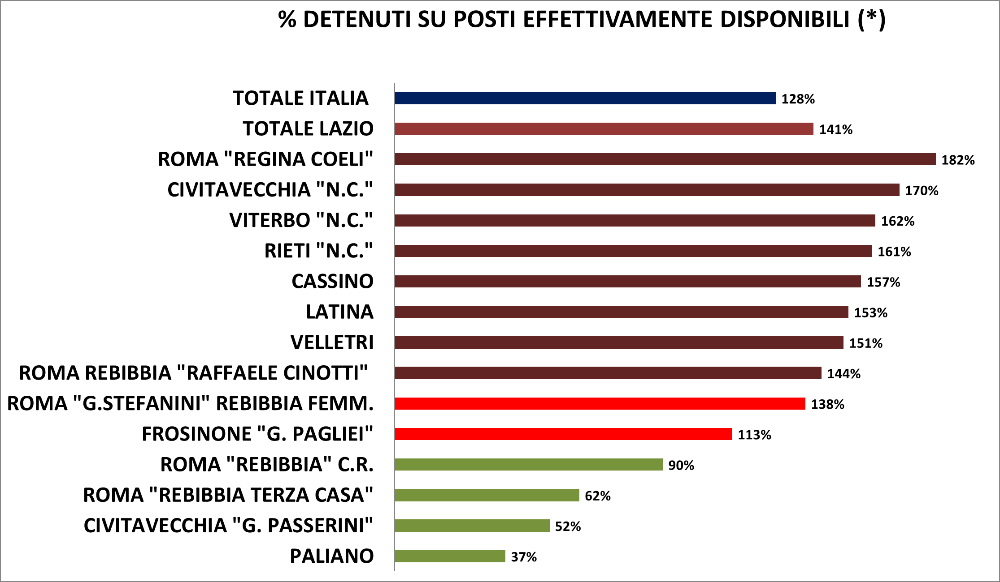 % DETENUTI SU POSTI EFFETTIVAMENTE DISPONIBILI (*)
TOTALE ITALIA 128%
TOTALE LAZIO 141%
ROMA "REGINA COELI" 182%
CIVITAVECCHIA "N.C." 170%
VITERBO "N.C." 162%
RIETI "N.C." 161%
CASSINO 157%
LATINA 153%
VELLETRI 151%
ROMA REBIBBIA "RAFFAELE CINOTTI" 144%
ROMA "G.STEFANINI" REBIBBIA FEMM. 138%
FROSINONE "G. PAGLIEI" 113%
ROMA "REBIBBIA" C.R. 90%
ROMA "REBIBBIA TERZA CASA" 62%
CIVITAVECCHIA "G. PASSERINI" 52%
PALIANO 37%